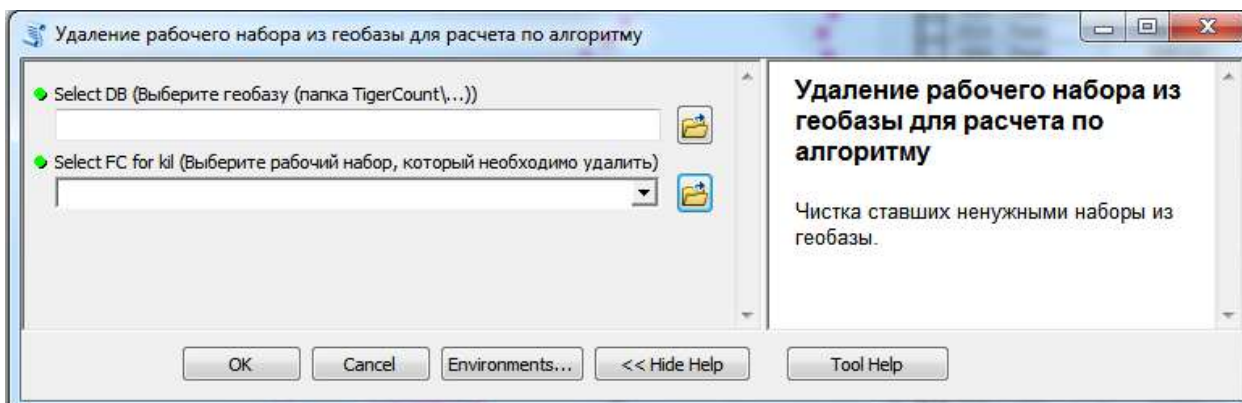 Удаление рабочего набора из геобазы для расчета по алгоритму
Select DB (Выберите геобазу (папка TigerCount\...))
Select FC for kil (Выберите рабочий набор, который необходимо удалить)
Удаление рабочего набора из
геобазы для расчета по
алгоритму
Чистка ставших ненужными наборы из
геобазы.
OK
Cancel
Environments...
<< Hide Help
Tool Help